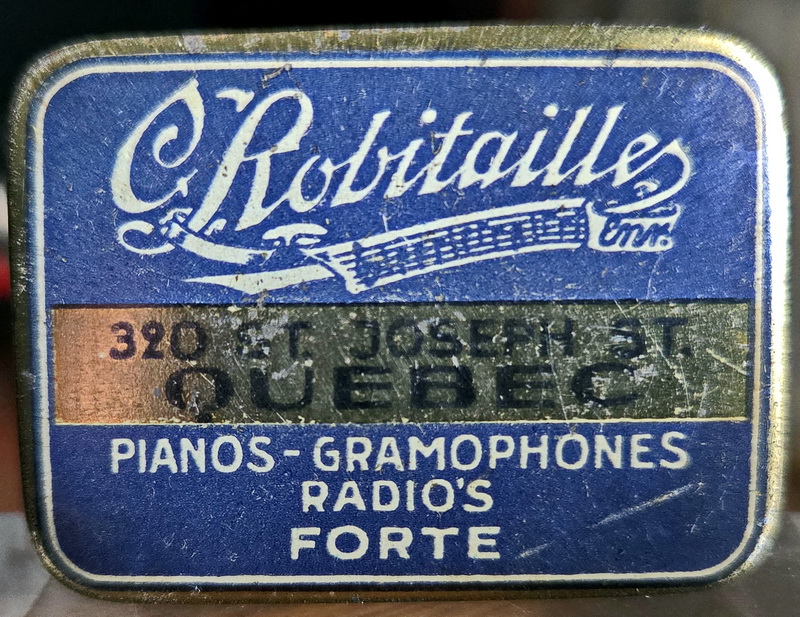 C. Robitaille
Enr.
320 ST. JOSEPH ST.
QUEBEC
PIANOS - GRAMOPHONES
RADIO'S
FORTE